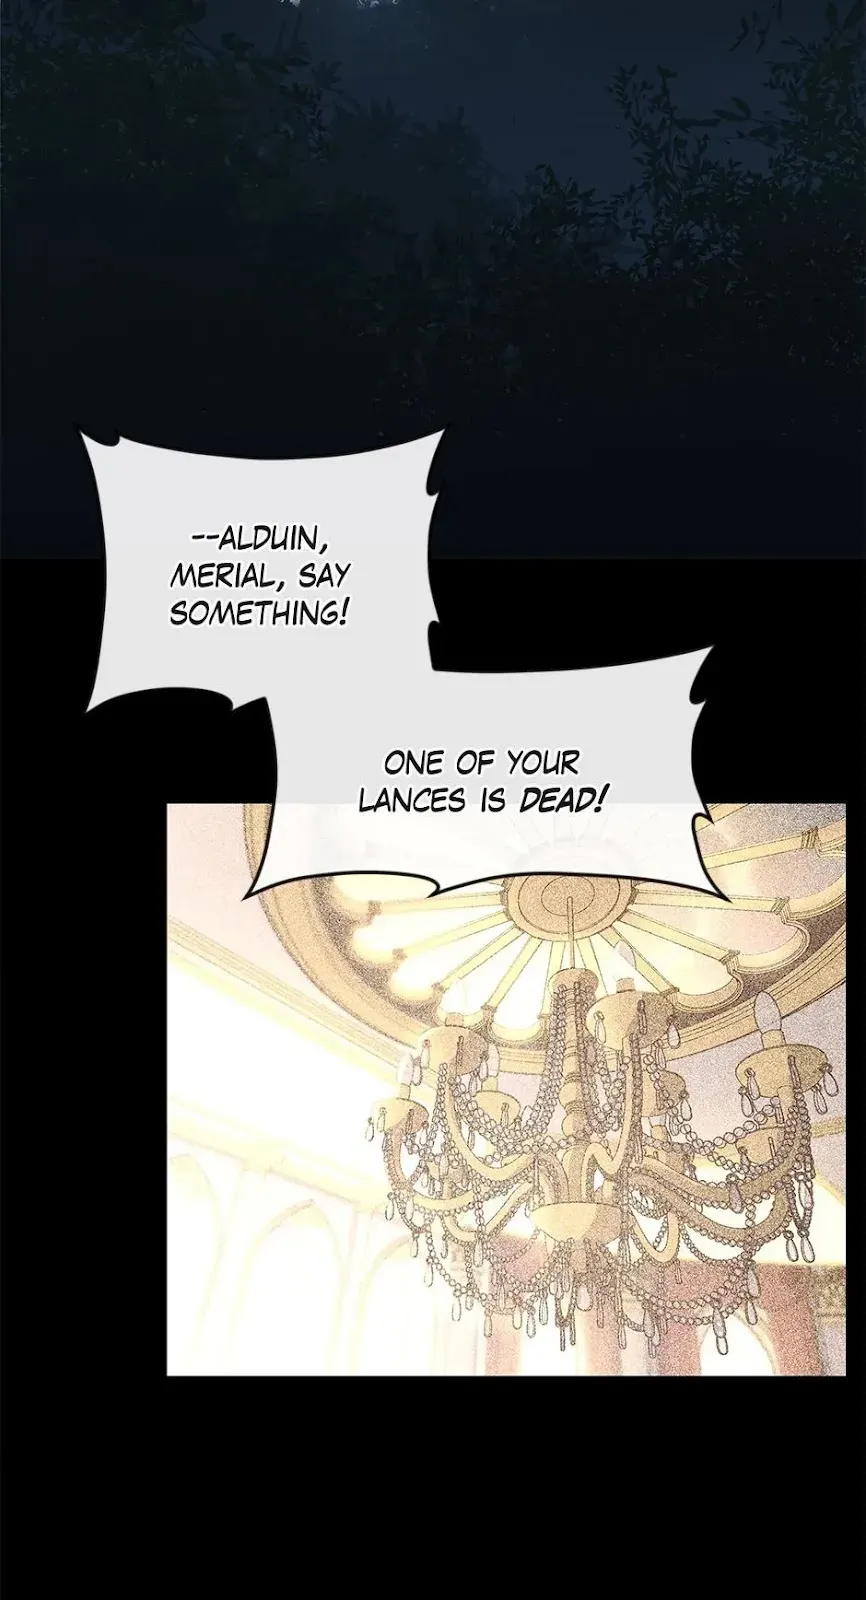 --ALDUIN,
MERIAL, SAY
SOMETHING!
ONE OF YOUR
LANCES IS DEAD!